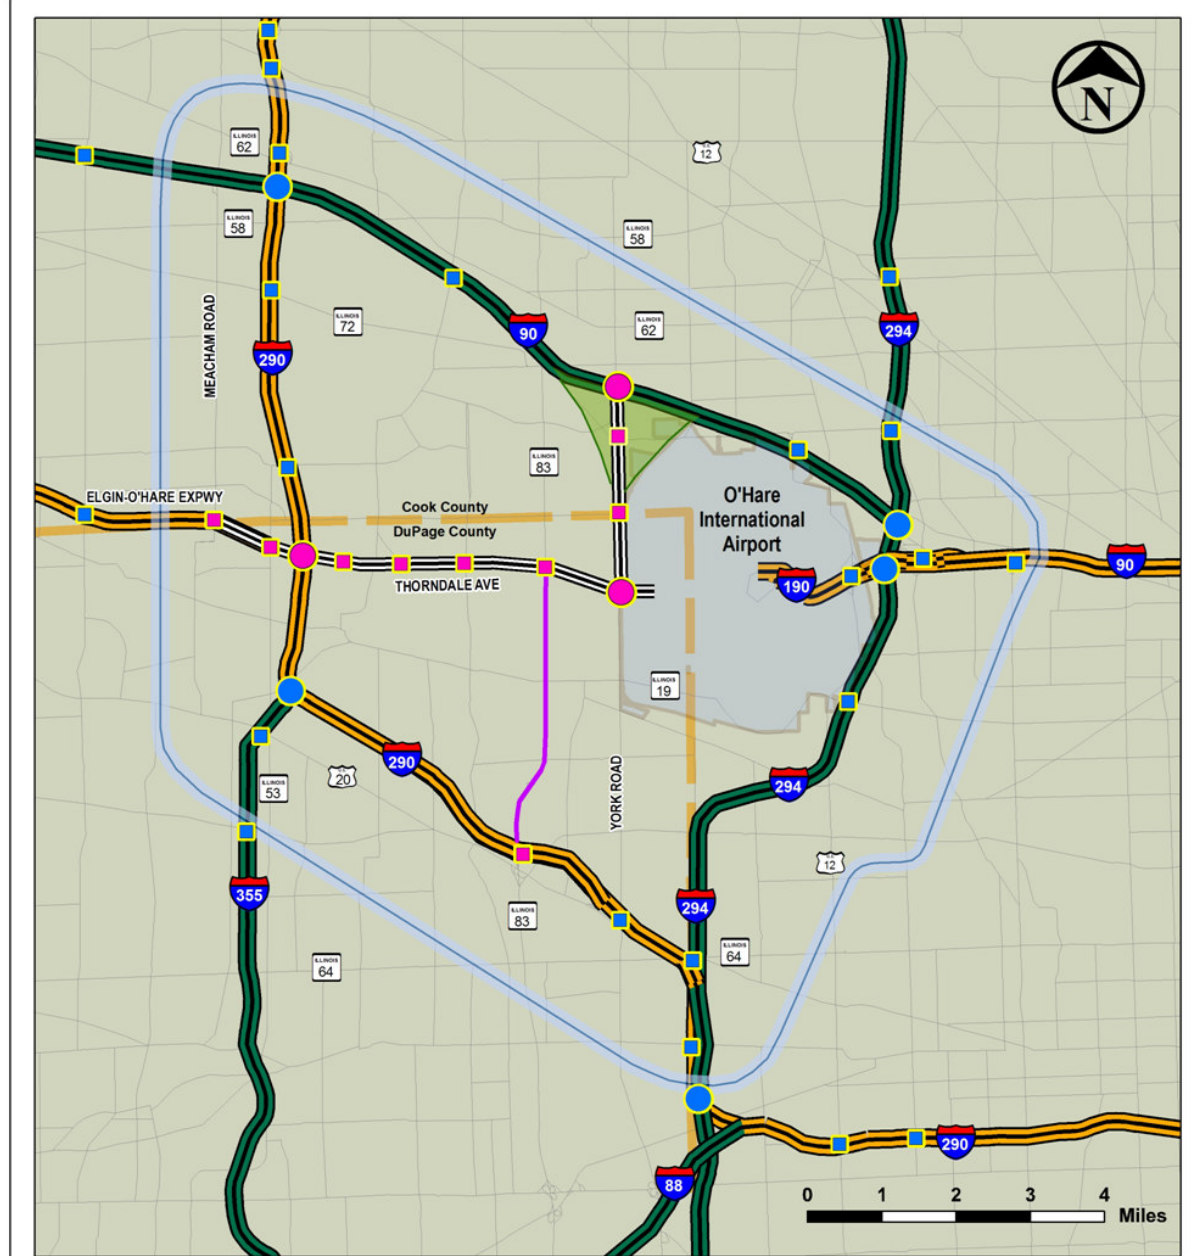 N
ILLINOIS
62
U.S.
12
ILLINOIS
58
ILLINOIS
58
MEACHAM ROAD
ILLINOIS
72
90
ILLINOIS
62
294
290
ILLINOIS
83
ELGIN-O'HARE EXPWY
Cook County
DuPage County
O'Hare
International
Airport
THORNDALE AVE
190
90
ILLINOIS
19
290
U.S.
20
ILLINOIS
53
YORK ROAD
294
U.S.
12
355
294
ILLINOIS
83
ILLINOIS
64
ILLINOIS
64
290
88
0 1 2 3 4
Miles